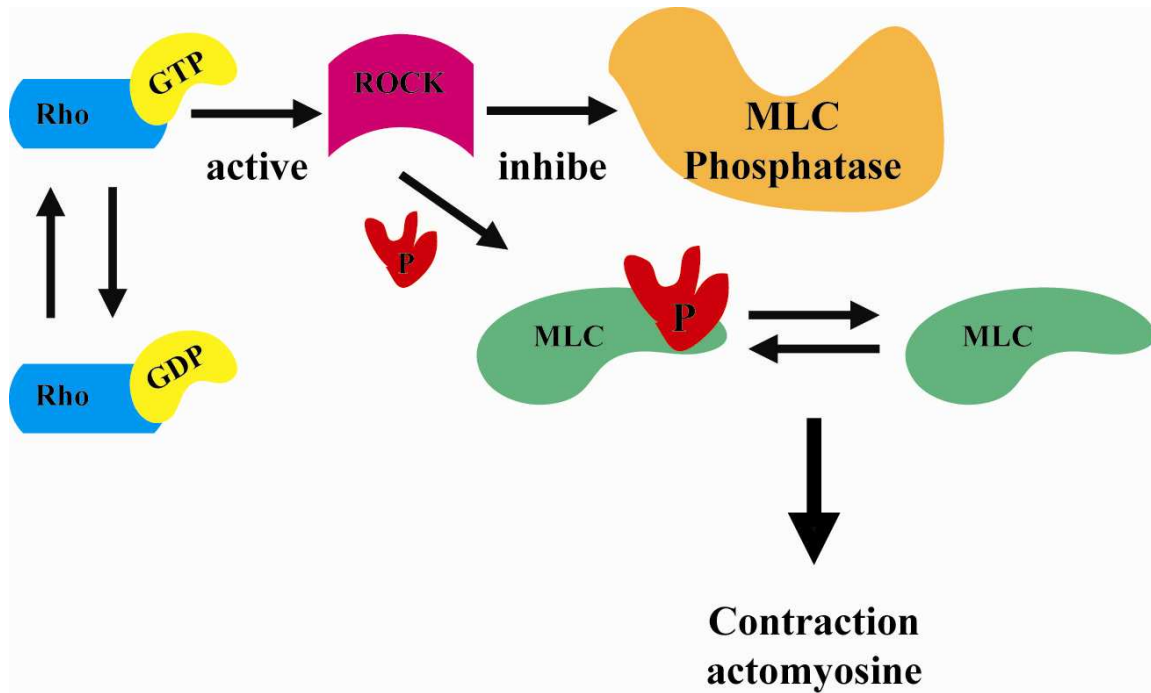 GTP
Rho
ROCK
MLC
Phosphatase
active
inhibe
P
P
MLC
MLC
GDP
Rho
Contraction
actomyosine